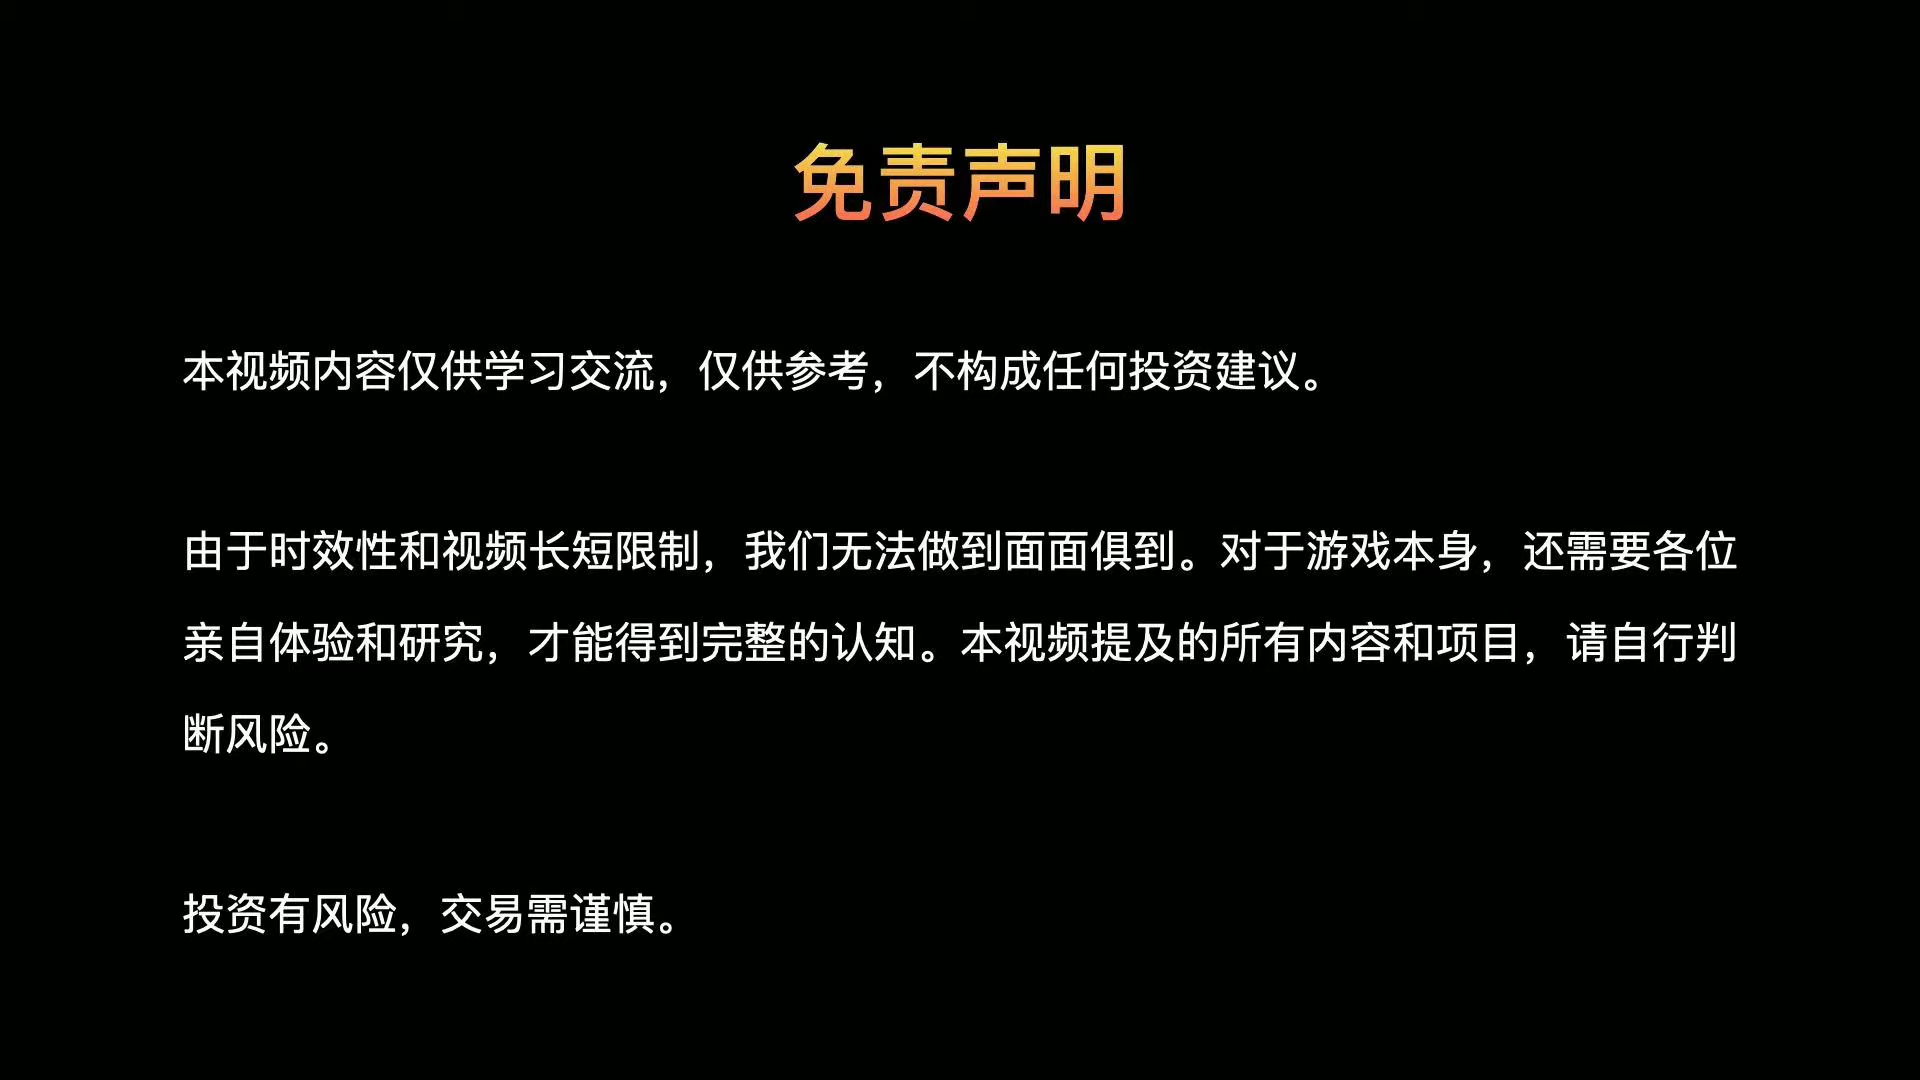 免责声明
本视频内容仅供学习交流，仅供参考，不构成任何投资建议。
由于时效性和视频长短限制，我们无法做到面面俱到。对于游戏本身，还需要各位
亲自体验和研究，才能得到完整的认知。本视频提及的所有内容和项目，请自行判
断风险。
投资有风险，交易需谨慎。